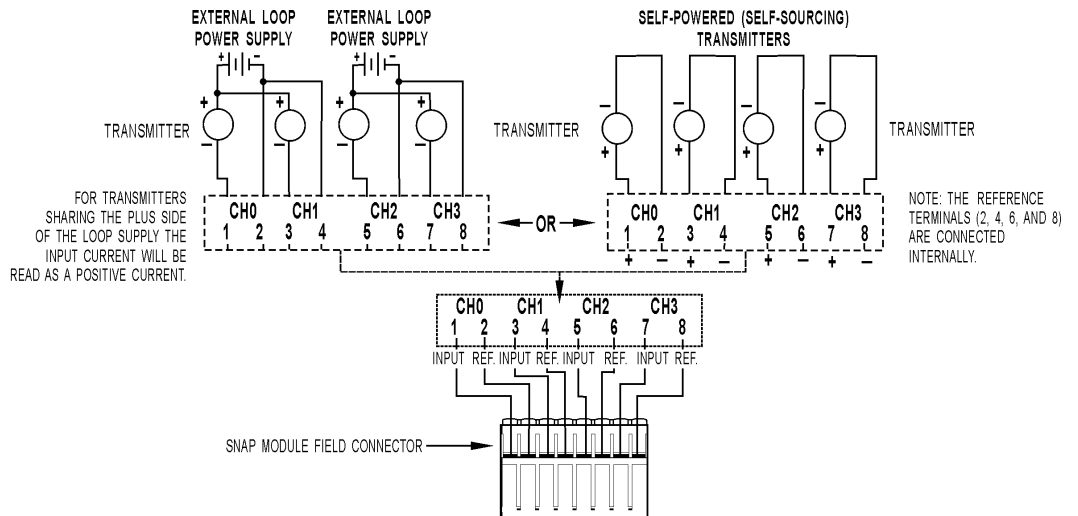 EXTERNAL LOOP
POWER SUPPLY
EXTERNAL LOOP
POWER SUPPLY
+ −
+ −
+ + + +
TRANSMITTER
− − − −
FOR TRANSMITTERS
SHARING THE PLUS SIDE
OF THE LOOP SUPPLY THE
INPUT CURRENT WILL BE
READ AS A POSITIVE CURRENT.
CH0 CH1 CH2 CH3
1 2 3 4 5 6 7 8
OR
SELF-POWERED (SELF-SOURCING)
TRANSMITTERS
− − − −
TRANSMITTER
TRANSMITTER
+ + + +
CH0 CH1 CH2 CH3
1 2 3 4 5 6 7 8
+ − + − + − + −
NOTE: THE REFERENCE
TERMINALS (2, 4, 6, AND 8)
ARE CONNECTED
INTERNALLY.
CH0 CH1 CH2 CH3
1 2 3 4 5 6 7 8
INPUT REF. INPUT REF. INPUT REF. INPUT REF.
SNAP MODULE FIELD CONNECTOR